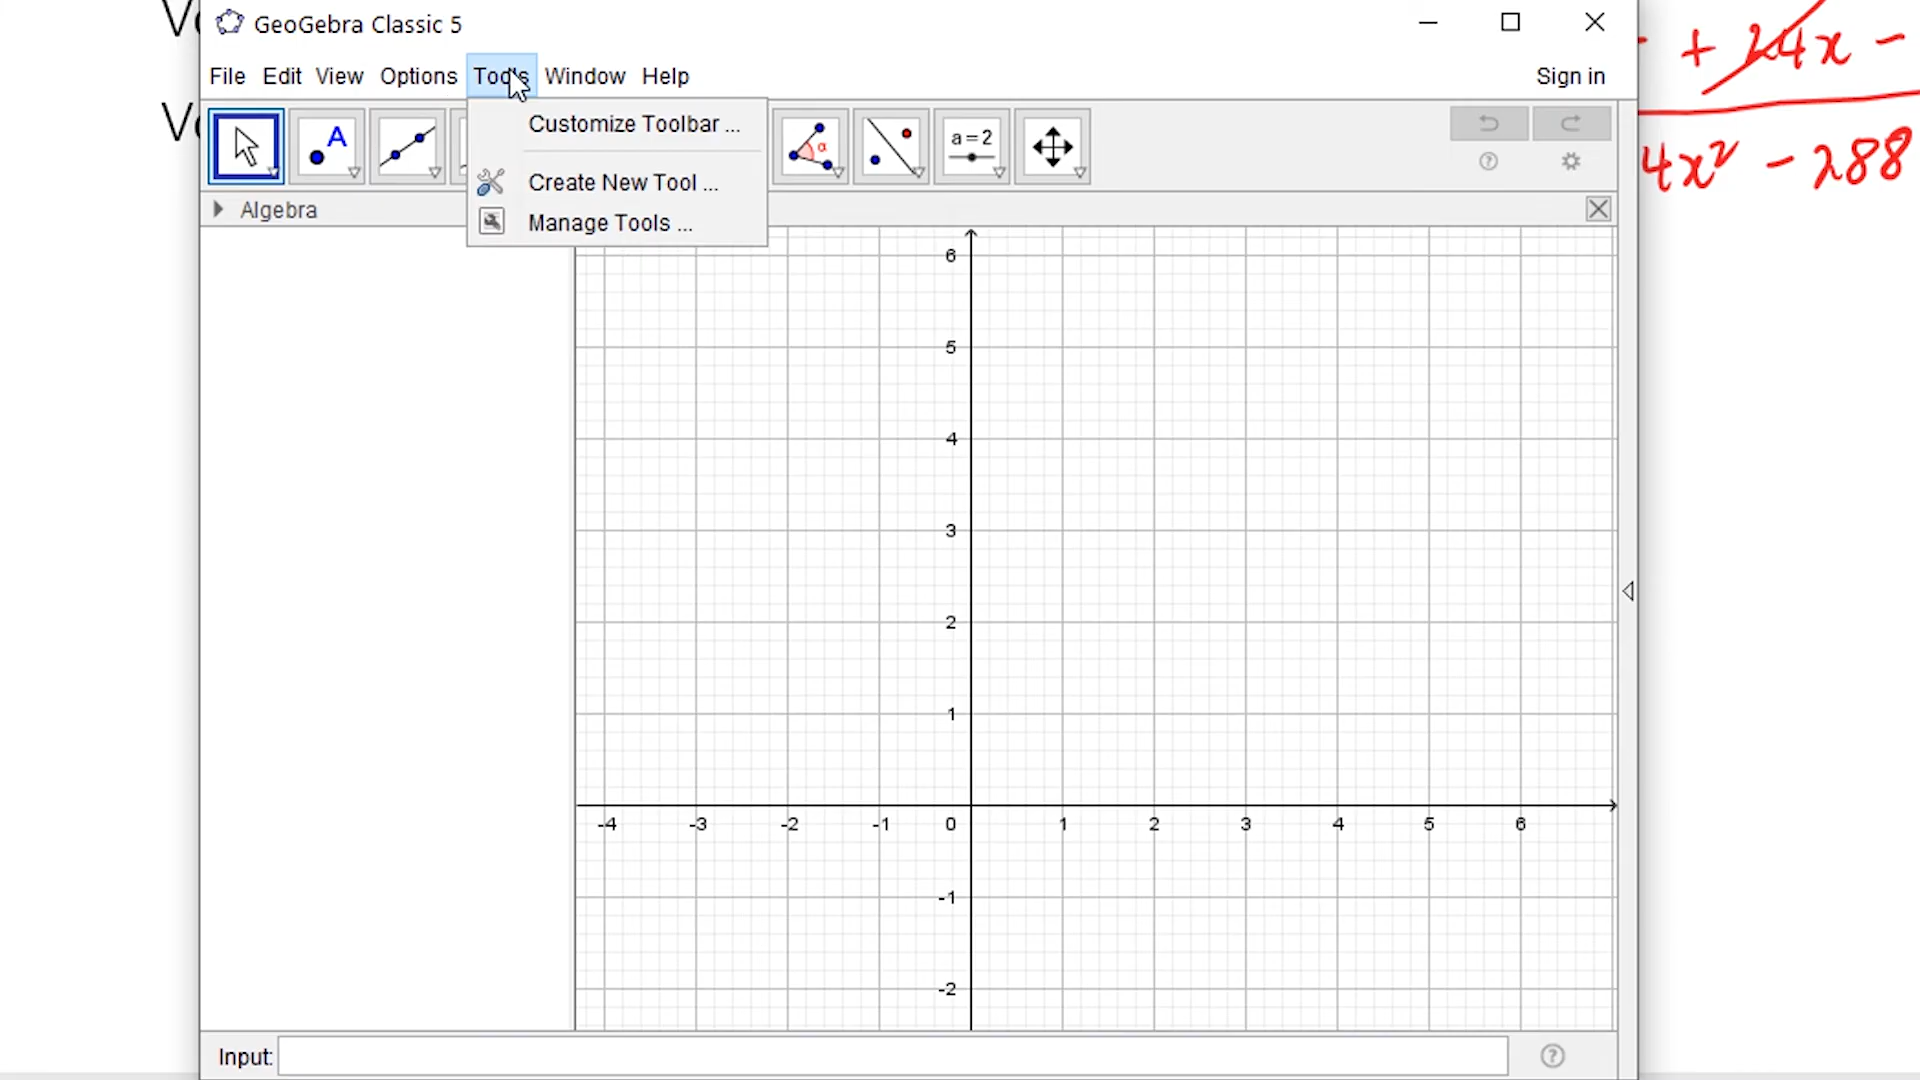 GeoGebra Classic 5
+ 24x -
File Edit View Options Tools Window Help
Sign in
Customize Toolbar ...
A
α
a = 2
4x² - 288
Create New Tool ...
Algebra
Manage Tools ...
6
5
4
3
2
1
-4 -3 -2 -1 0 1 2 3 4 5 6
-1
-2
Input: